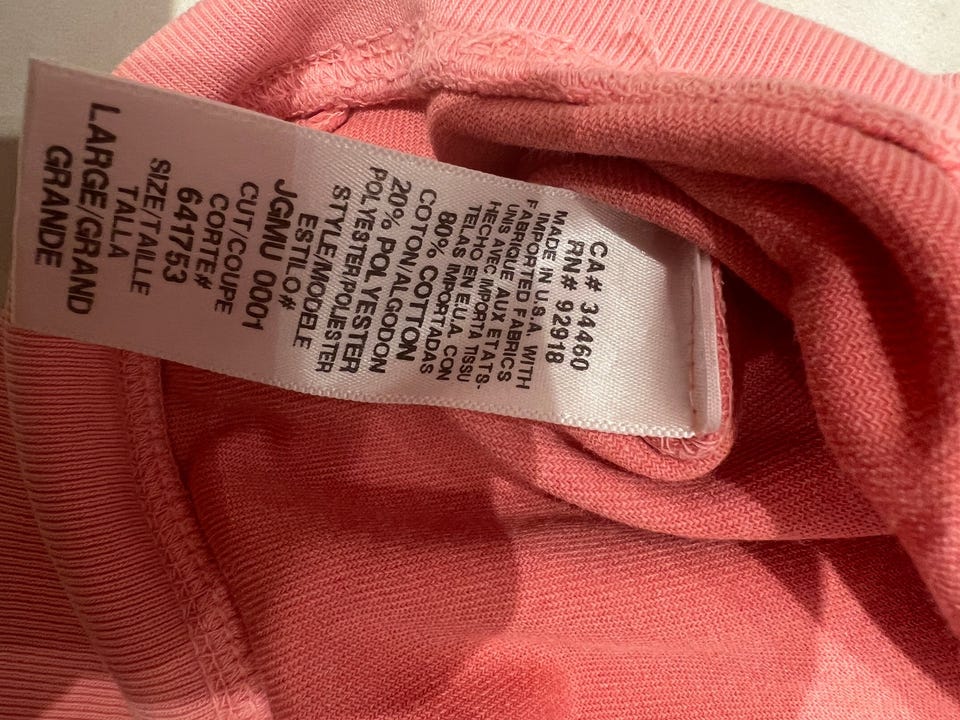 CA# 34460
RN# 92918
MADE IN U.S.A. WITH
IMPORTED FABRICS
FABRIQUE AUX ETATS-
UNIS AVEC IMPORTA TISSU
HECHO EN E.U.A. CON
TELAS IMPORTADAS
80% COTTON
COTON/ALGODON
20% POLYESTER
POLYESTER/POLIESTER
STYLE/MODELE
ESTILO#
JGMU 0001
CUT/COUPE
CORTE#
641753
SIZE/TAILLE
TALLA
LARGE/GRAND
GRANDE